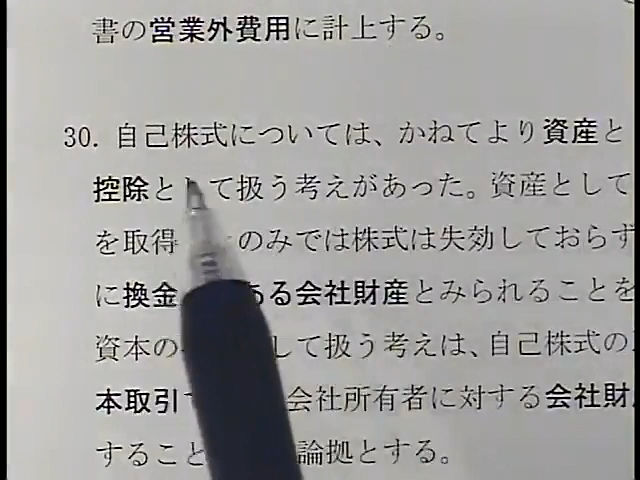 書の営業外費用に計上する。
30. 自己株式については、かねてより資産と
控除として扱う考えがあった。資産として
を取得 のみでは株式は失効しておらず
に換金 ある会社財産とみられることを
資本の して扱う考えは、自己株式の
本取引 会社所有者に対する会社財
すること 論拠とする。